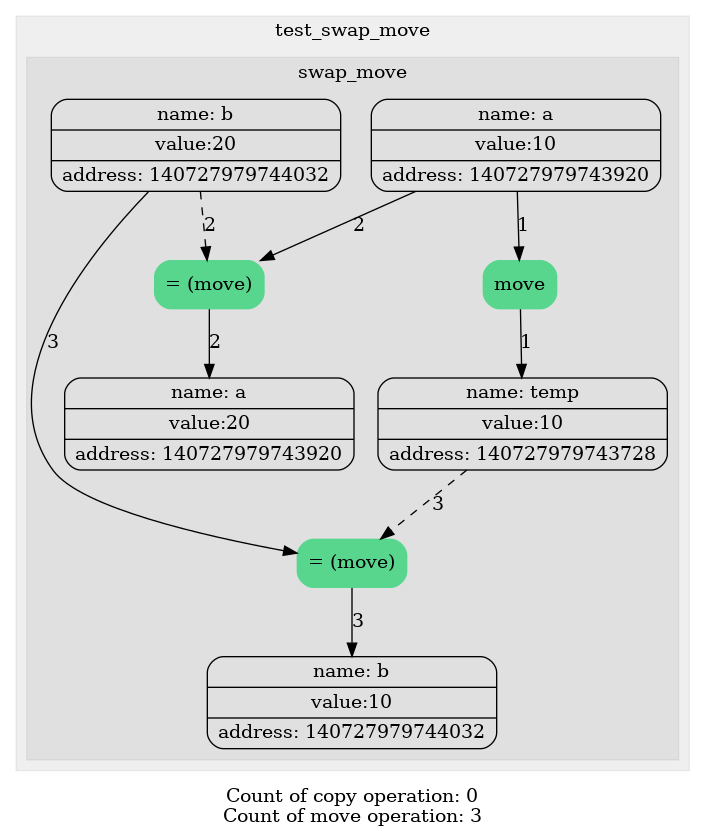 test_swap_move
swap_move
name: b
value:20
address: 140727979744032
name: a
value:10
address: 140727979743920
2
2
1
= (move)
move
3
2
1
name: a
value:20
address: 140727979743920
name: temp
value:10
address: 140727979743728
3
= (move)
3
name: b
value:10
address: 140727979744032
Count of copy operation: 0
Count of move operation: 3